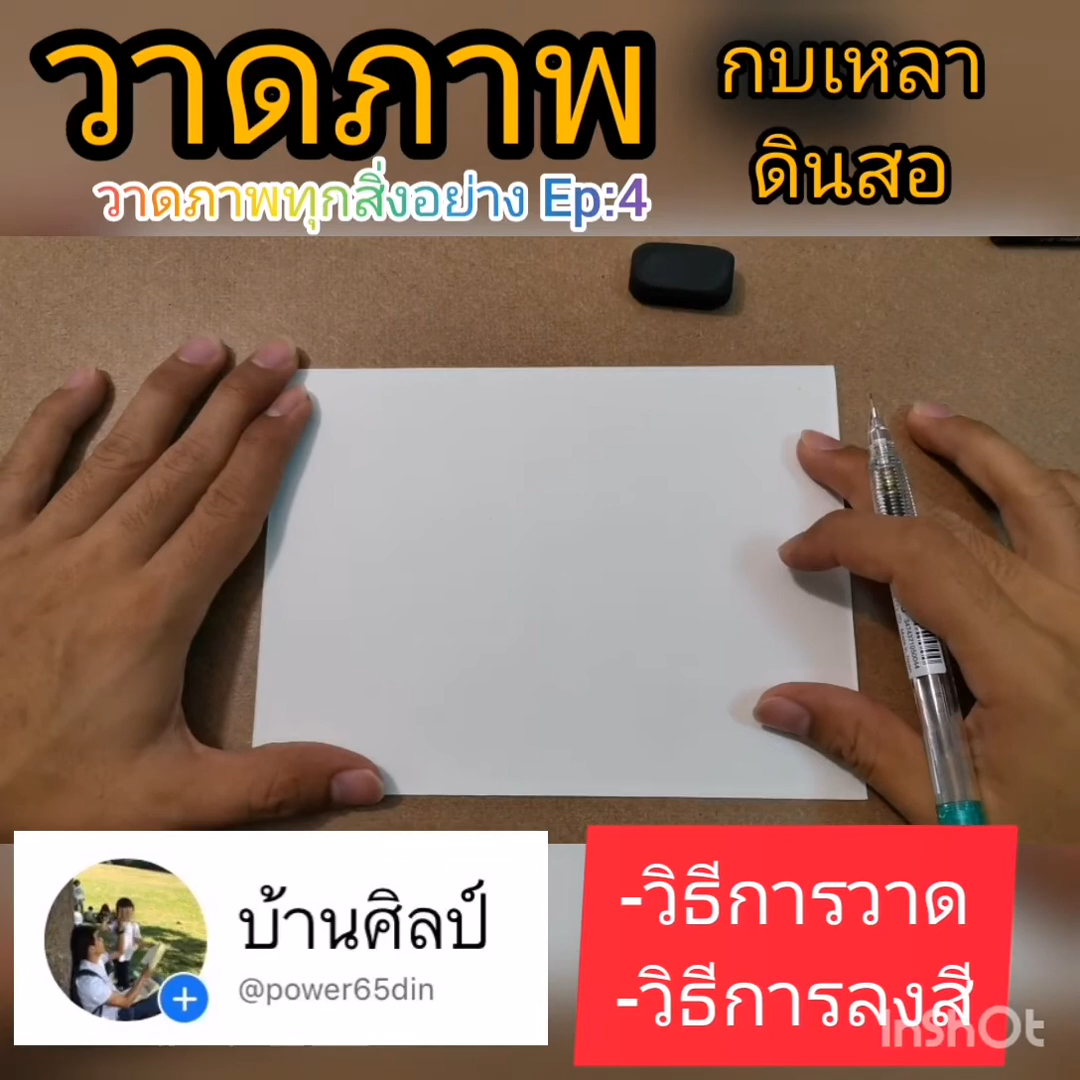 วาดภาพ
กบเหลา
ดินสอ
วาดภาพทุกสิ่งอย่าง Ep:4
บ้านศิลป์
@power65din
-วิธีการวาด
-วิธีการลงสี
InShOt